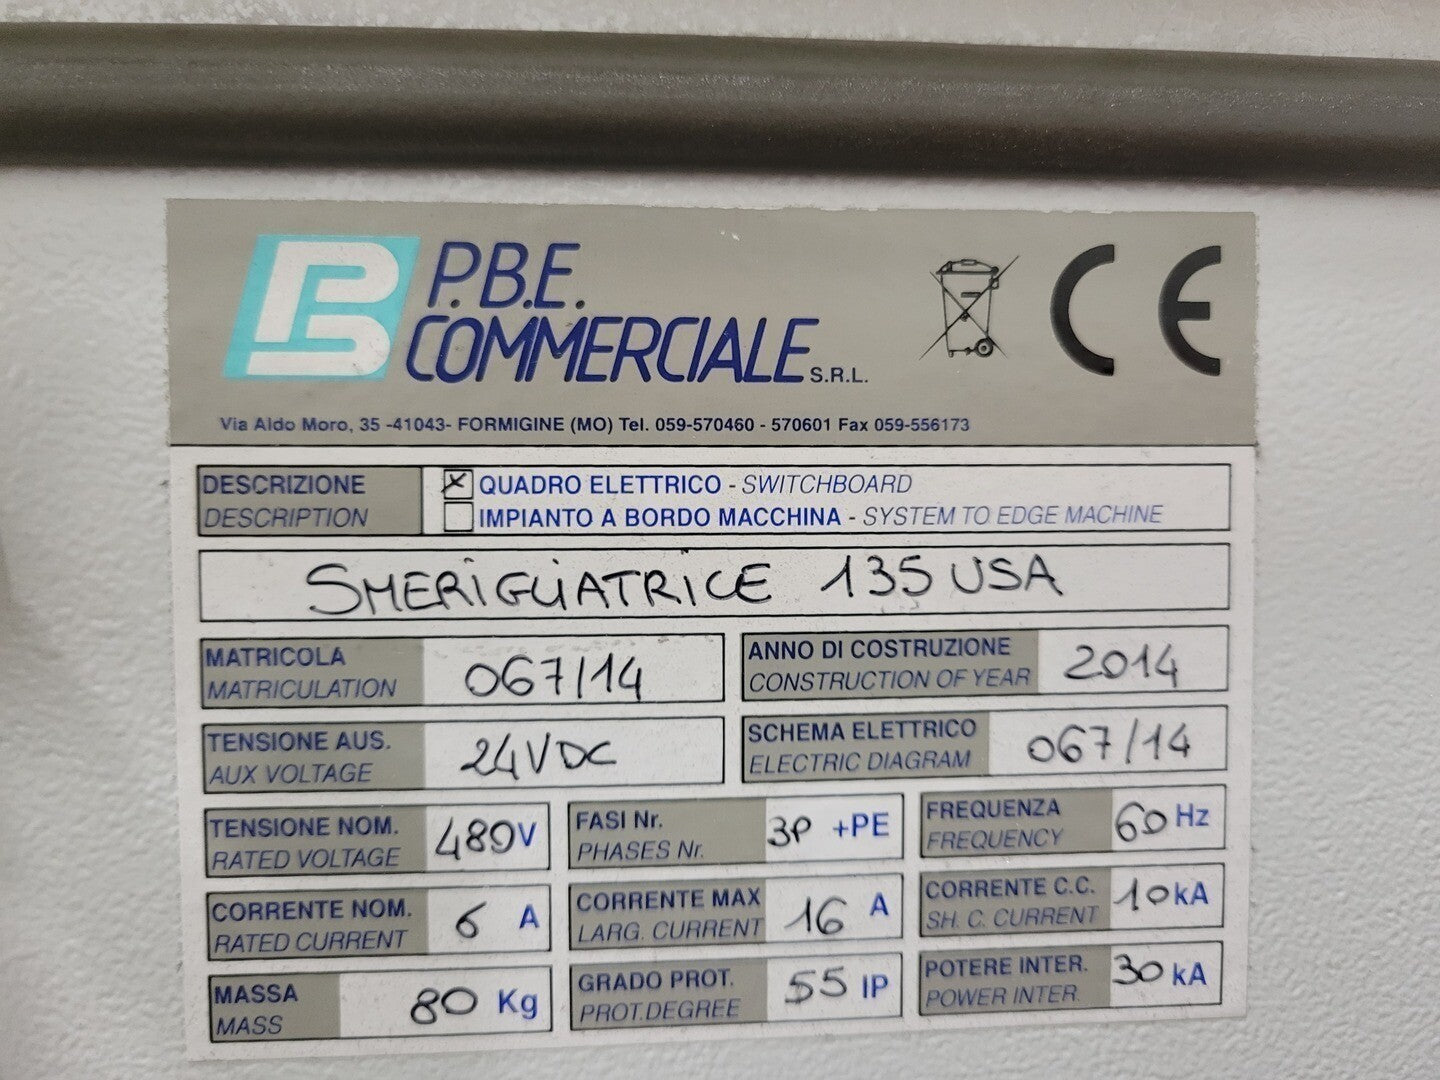 P.B.E.
COMMERCIALE S.R.L.
CE
Via Aldo Moro, 35 -41043- FORMIGINE (MO) Tel. 059-570460 - 570601 Fax 059-556173
DESCRIZIONE
DESCRIPTION
QUADRO ELETTRICO - SWITCHBOARD
IMPIANTO A BORDO MACCHINA - SYSTEM TO EDGE MACHINE
SMERIGLIATRICE 135 USA
MATRICOLA
MATRICULATION
067/14
ANNO DI COSTRUZIONE
CONSTRUCTION OF YEAR
2014
TENSIONE AUS.
AUX VOLTAGE
24VDC
SCHEMA ELETTRICO
ELECTRIC DIAGRAM
067/14
TENSIONE NOM.
RATED VOLTAGE
480V
FASI Nr.
PHASES Nr.
3P +PE
FREQUENZA
FREQUENCY
60 Hz
CORRENTE NOM.
RATED CURRENT
6 A
CORRENTE MAX
LARG. CURRENT
16 A
CORRENTE C.C.
SH. C. CURRENT
10 kA
MASSA
MASS
80 Kg
GRADO PROT.
PROT.DEGREE
55 IP
POTERE INTER.
POWER INTER.
30 kA